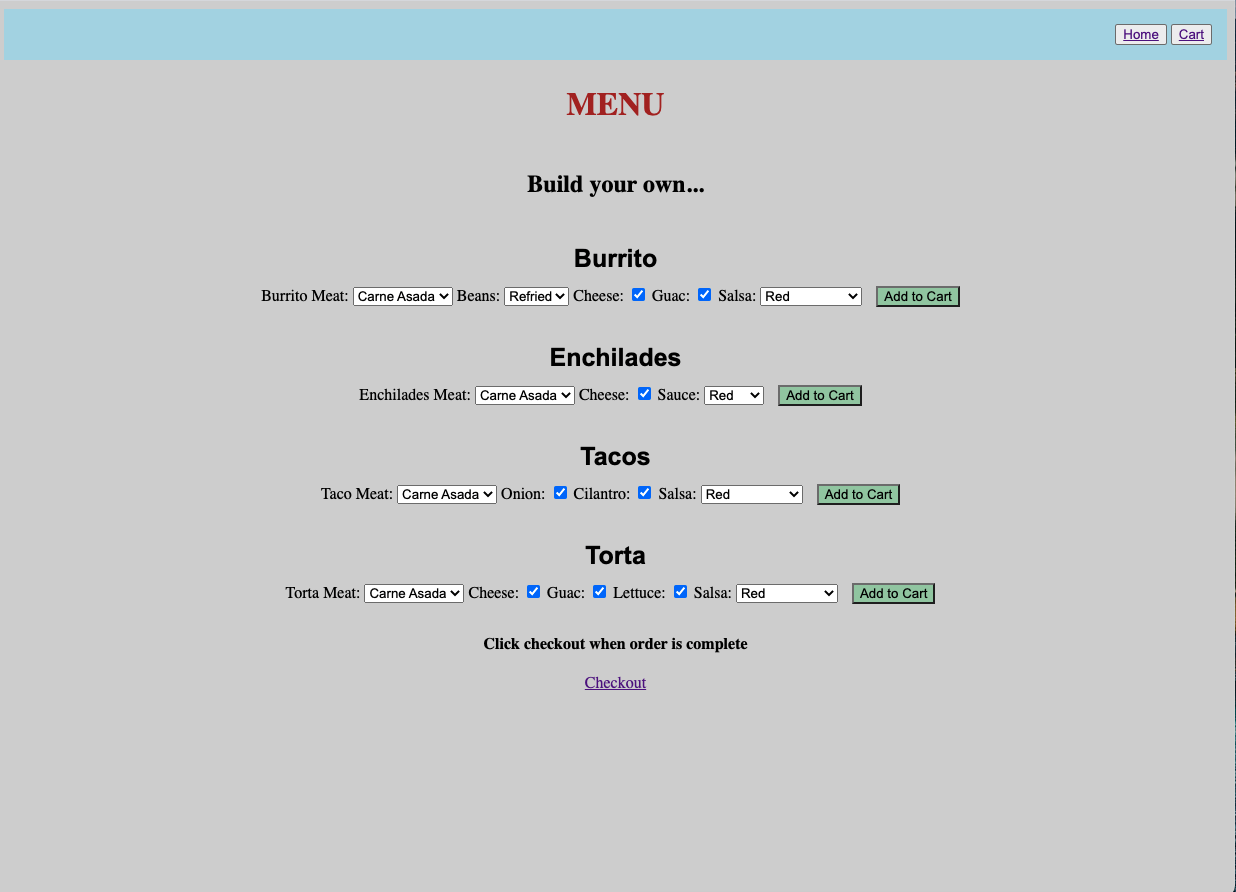 Home Cart
MENU
Build your own...
Burrito
Burrito Meat: Carne Asada Beans: Refried Cheese: Guac: Salsa: Red Add to Cart
Enchilades
Enchilades Meat: Carne Asada Cheese: Sauce: Red Add to Cart
Tacos
Taco Meat: Carne Asada Onion: Cilantro: Salsa: Red Add to Cart
Torta
Torta Meat: Carne Asada Cheese: Guac: Lettuce: Salsa: Red Add to Cart
Click checkout when order is complete
Checkout